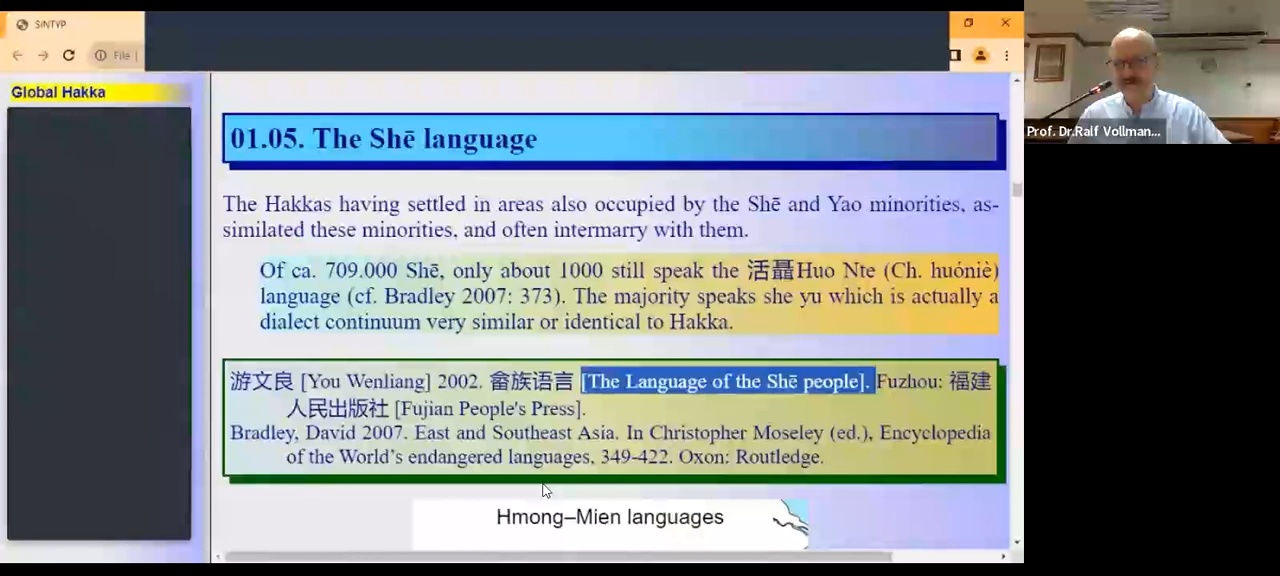 SiNTYP
File
Global Hakka
01.05. The Shē language
The Hakkas having settled in areas also occupied by the Shē and Yao minorities, as-
similated these minorities, and often intermarry with them.
Of ca. 709.000 Shē, only about 1000 still speak the 活聶Huo Nte (Ch. huóniè)
language (cf. Bradley 2007: 373). The majority speaks she yu which is actually a
dialect continuum very similar or identical to Hakka.
游文良 [You Wenliang] 2002. 畲族语言 [The Language of the Shē people]. Fuzhou: 福建
人民出版社 [Fujian People's Press].
Bradley, David 2007. East and Southeast Asia. In Christopher Moseley (ed.), Encyclopedia
of the World's endangered languages, 349-422. Oxon: Routledge.
Hmong–Mien languages
Prof. Dr.Ralf Vollman...